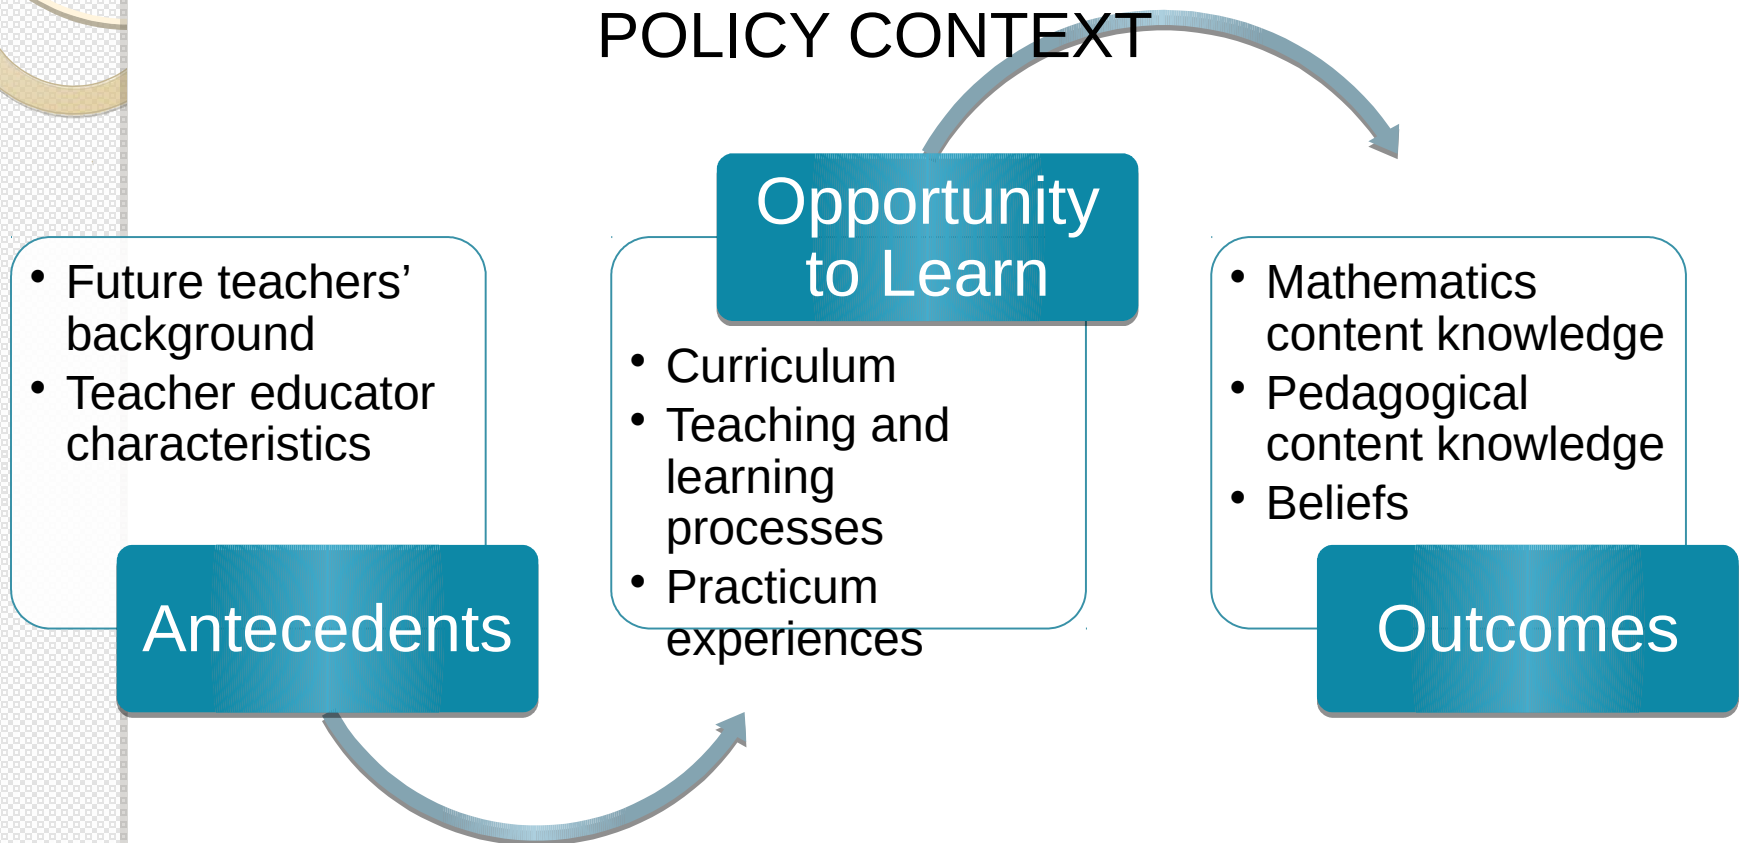 POLICY CONTEXT
• Future teachers’
background
• Teacher educator
characteristics
Antecedents
Opportunity
to Learn
• Curriculum
• Teaching and
learning
processes
• Practicum
experiences
• Mathematics
content knowledge
• Pedagogical
content knowledge
• Beliefs
Outcomes